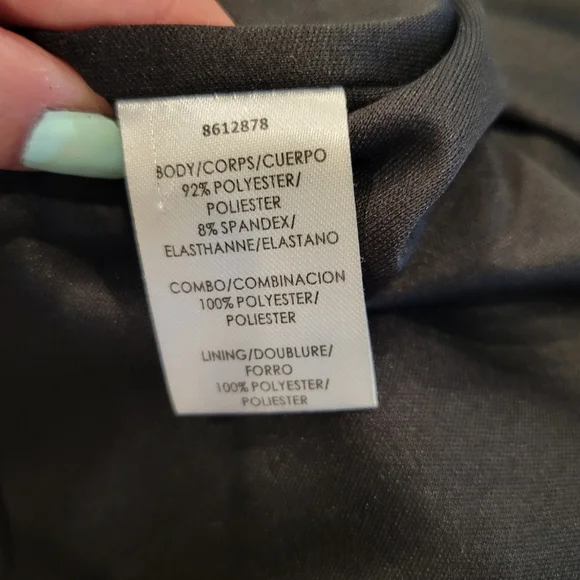 8612878
BODY/CORPS/CUERPO
92% POLYESTER/
POLIESTER
8% SPANDEX/
ELASTHANNE/ELASTANO
COMBO/COMBINACION
100% POLYESTER/
POLIESTER
LINING/DOUBLURE/
FORRO
100% POLYESTER/
POLIESTER